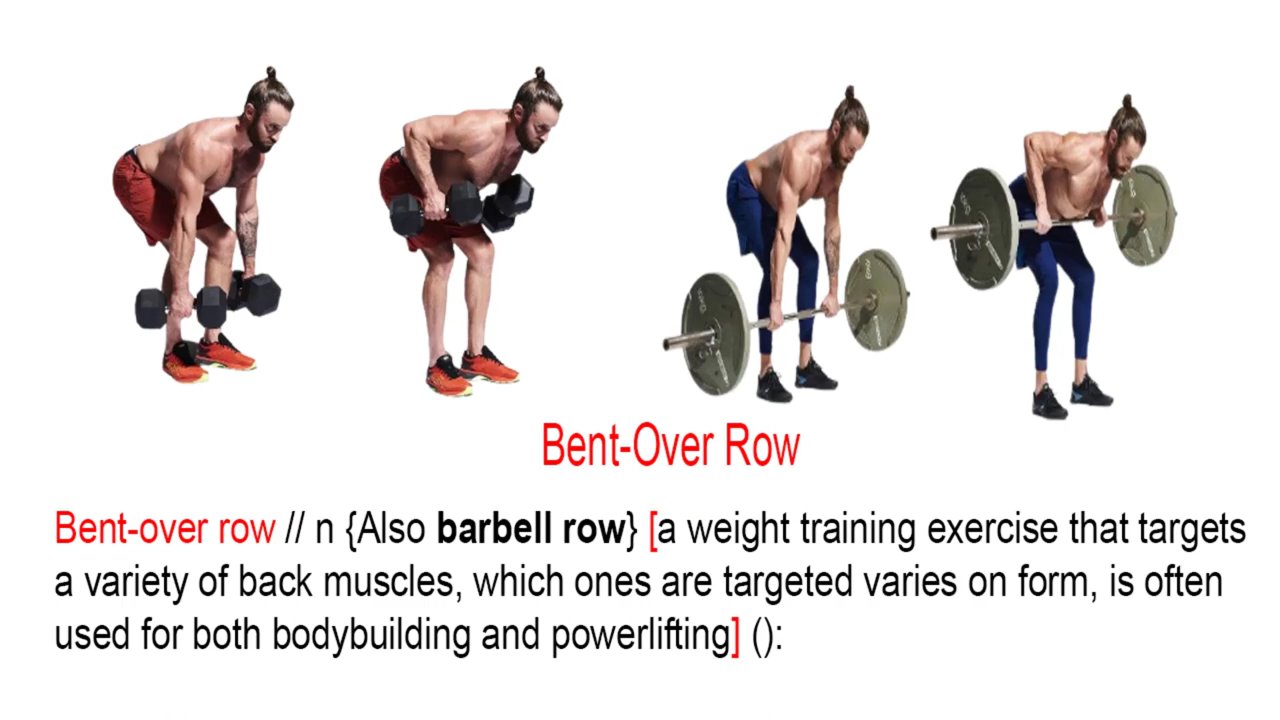 Bent-Over Row
Bent-over row // n {Also barbell row} [a weight training exercise that targets
a variety of back muscles, which ones are targeted varies on form, is often
used for both bodybuilding and powerlifting] ():